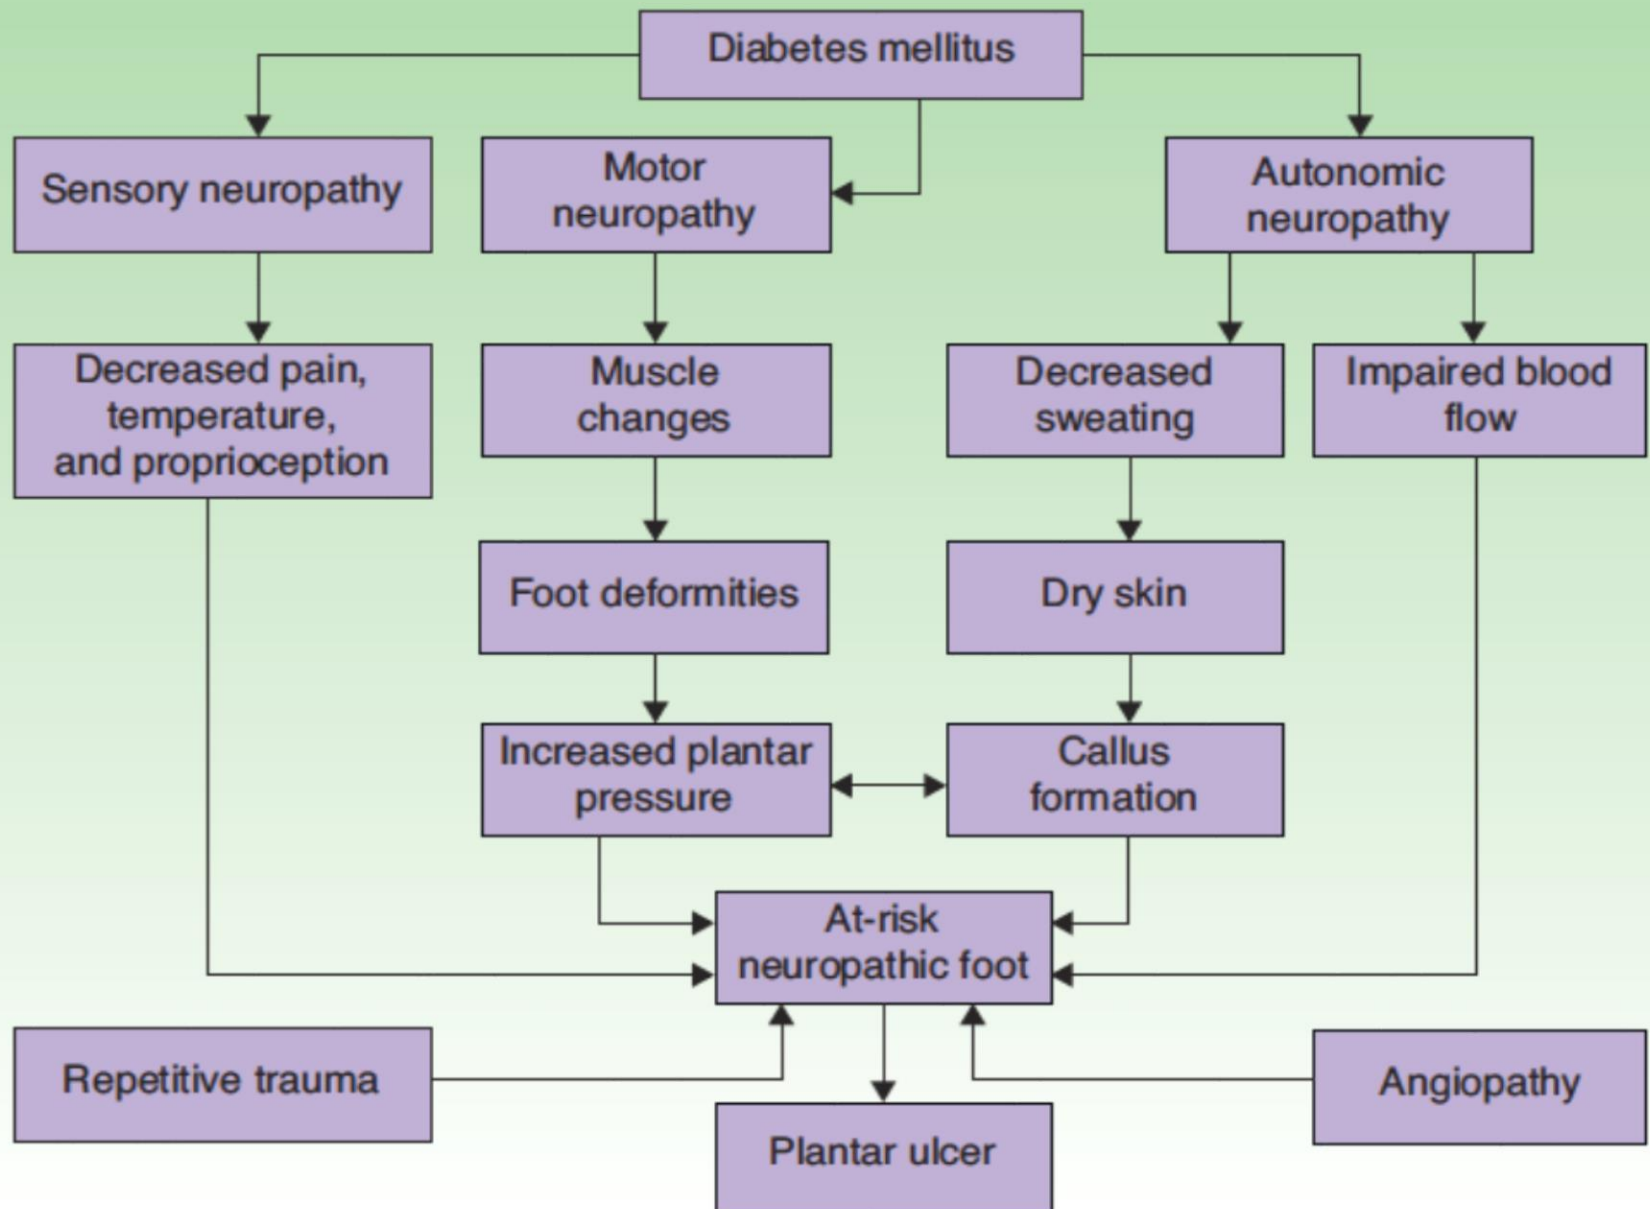 Diabetes mellitus
Sensory neuropathy
Motor
neuropathy
Autonomic
neuropathy
Decreased pain,
temperature,
and proprioception
Muscle
changes
Decreased
sweating
Impaired blood
flow
Foot deformities
Dry skin
Increased plantar
pressure
Callus
formation
At-risk
neuropathic foot
Repetitive trauma
Angiopathy
Plantar ulcer